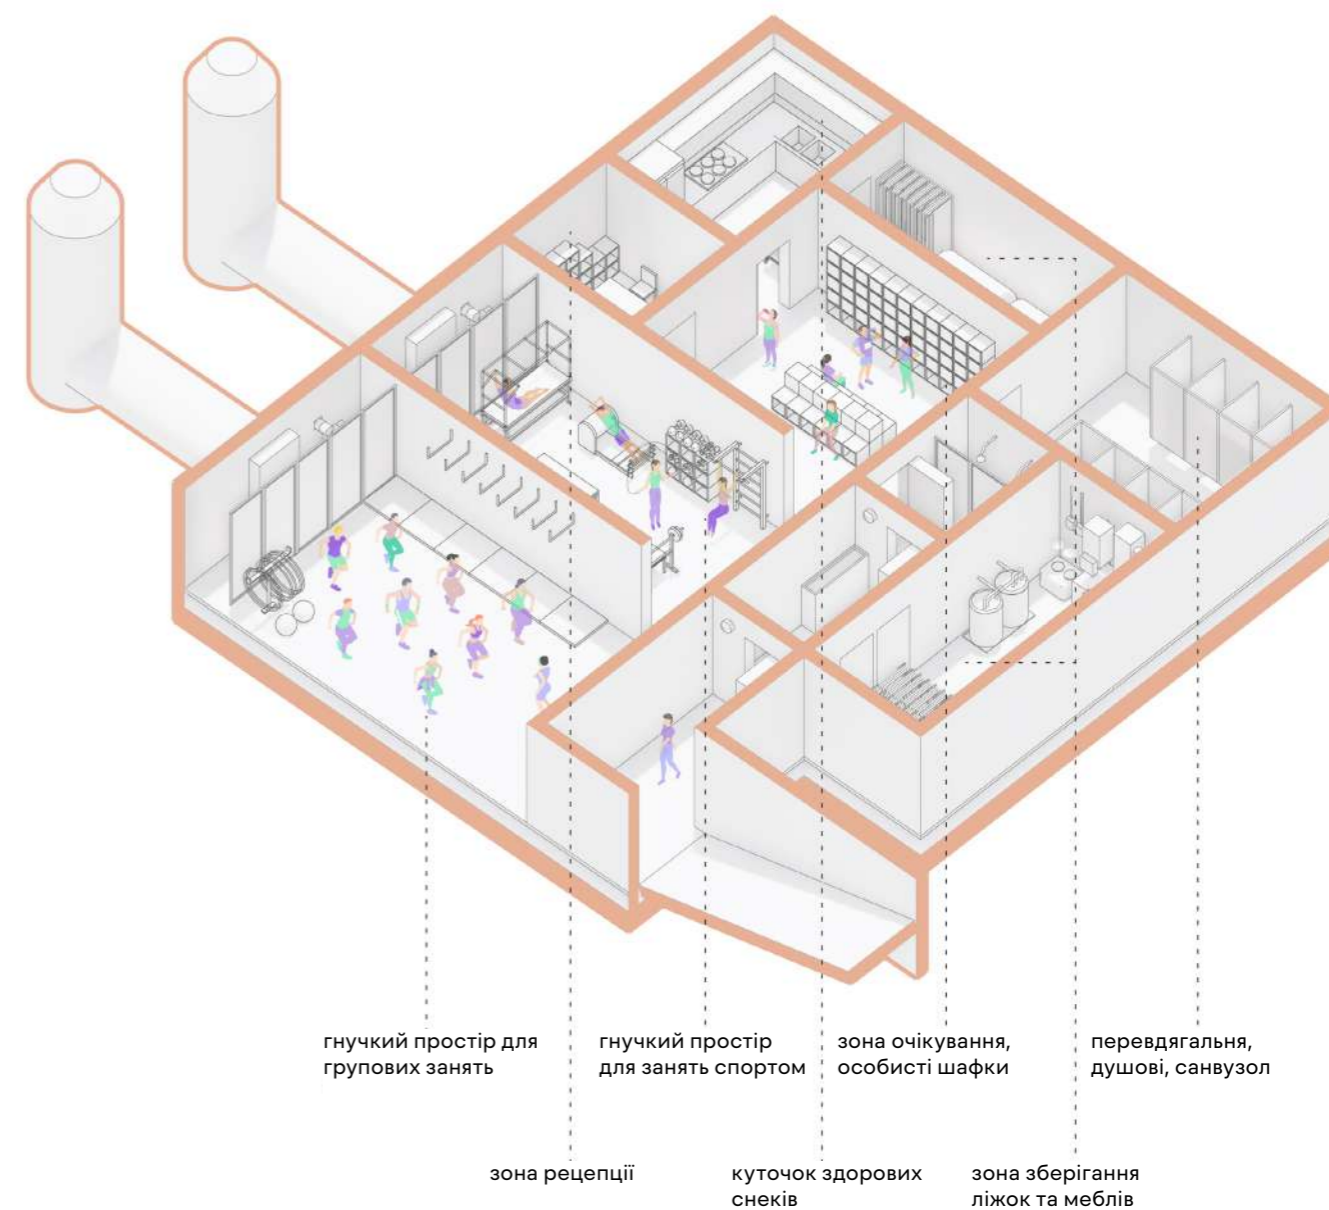 гнучкий простір для
групових занять
гнучкий простір
для занять спортом
зона очікування,
особисті шафки
перевдягальня,
душові, санвузол
зона рецепції
куточок здорових
снеків
зона зберігання
ліжок та меблів